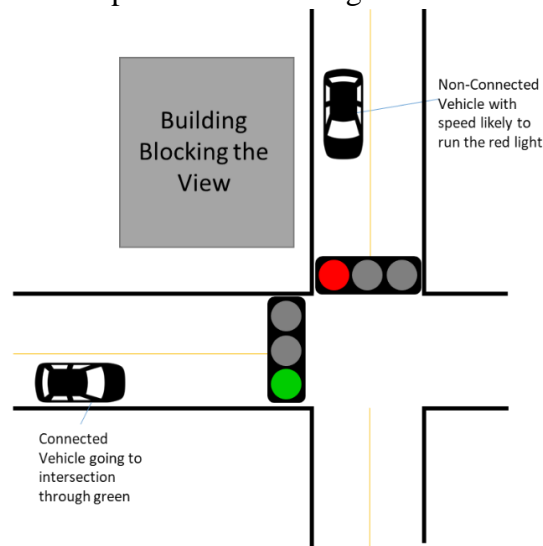 Building
Blocking the
View
Non-Connected
Vehicle with
speed likely to
run the red light
Connected
Vehicle going to
intersection
through green